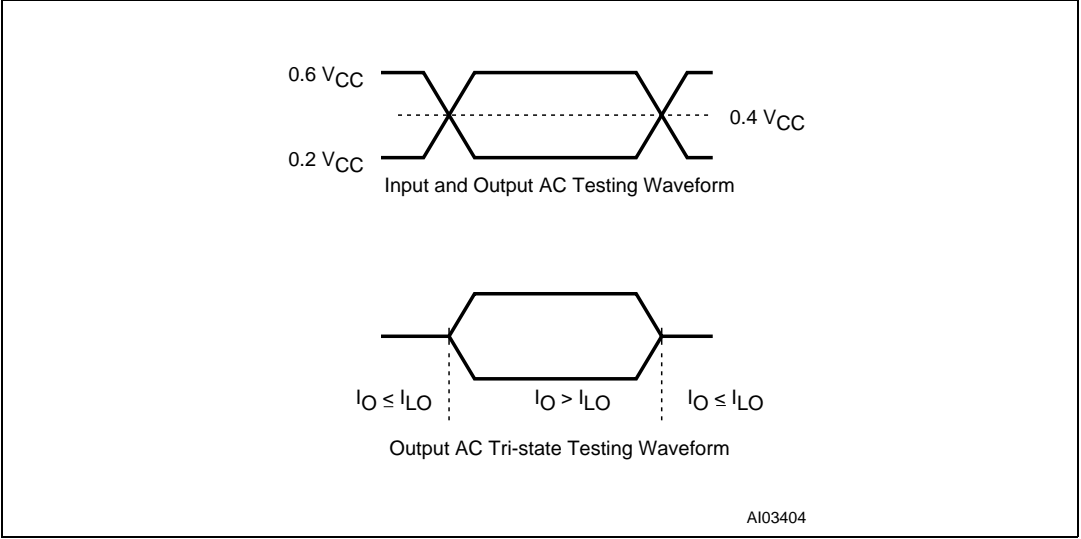 0.6 VCC
0.4 VCC
0.2 VCC
Input and Output AC Testing Waveform
IO ≤ ILO IO > ILO IO ≤ ILO
Output AC Tri-state Testing Waveform
AI03404